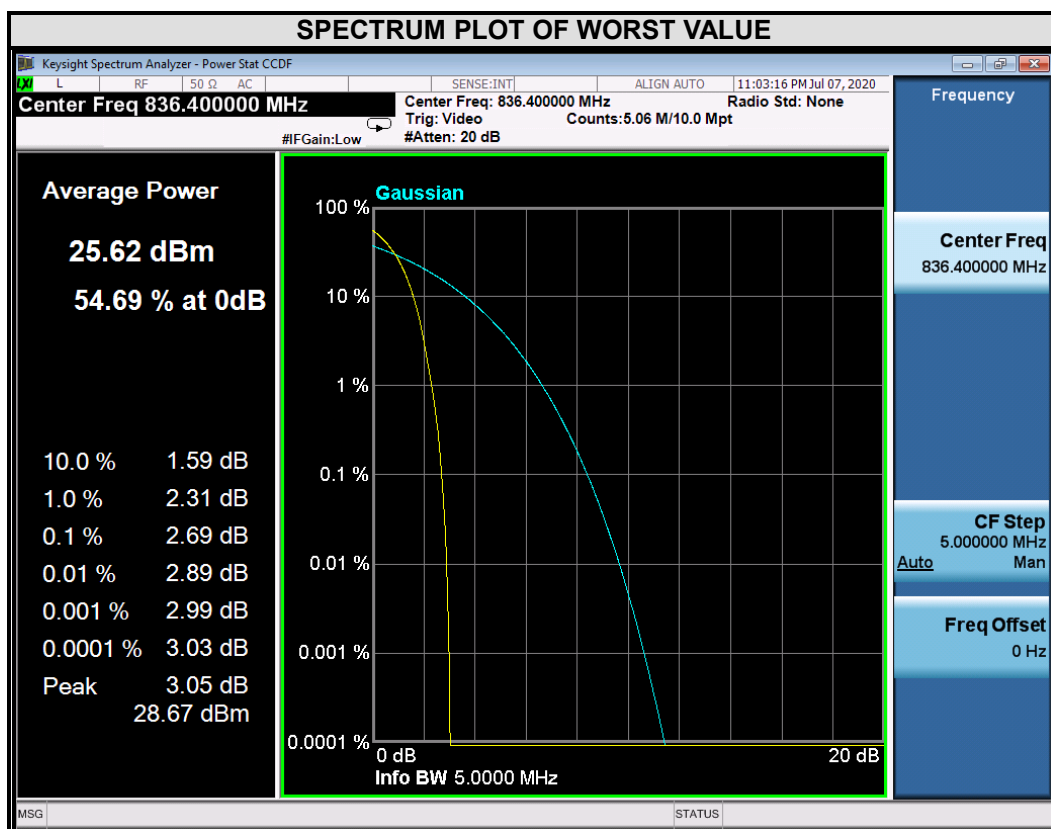 SPECTRUM PLOT OF WORST VALUE
Keysight Spectrum Analyzer - Power Stat CCDF
LXI L RF 50 Ω AC SENSE:INT ALIGN AUTO 11:03:16 PM Jul 07, 2020
Center Freq 836.400000 MHz
Center Freq: 836.400000 MHz Radio Std: None
Trig: Video Counts:5.06 M/10.0 Mpt
#IFGain:Low #Atten: 20 dB
Average Power
25.62 dBm
54.69 % at 0dB
10.0 % 1.59 dB
1.0 % 2.31 dB
0.1 % 2.69 dB
0.01 % 2.89 dB
0.001 % 2.99 dB
0.0001 % 3.03 dB
Peak 3.05 dB
28.67 dBm
Gaussian
100 %
10 %
1 %
0.1 %
0.01 %
0.001 %
0.0001 %
0 dB 20 dB
Info BW 5.0000 MHz
Frequency
Center Freq
836.400000 MHz
CF Step
5.000000 MHz
Auto Man
Freq Offset
0 Hz
MSG STATUS